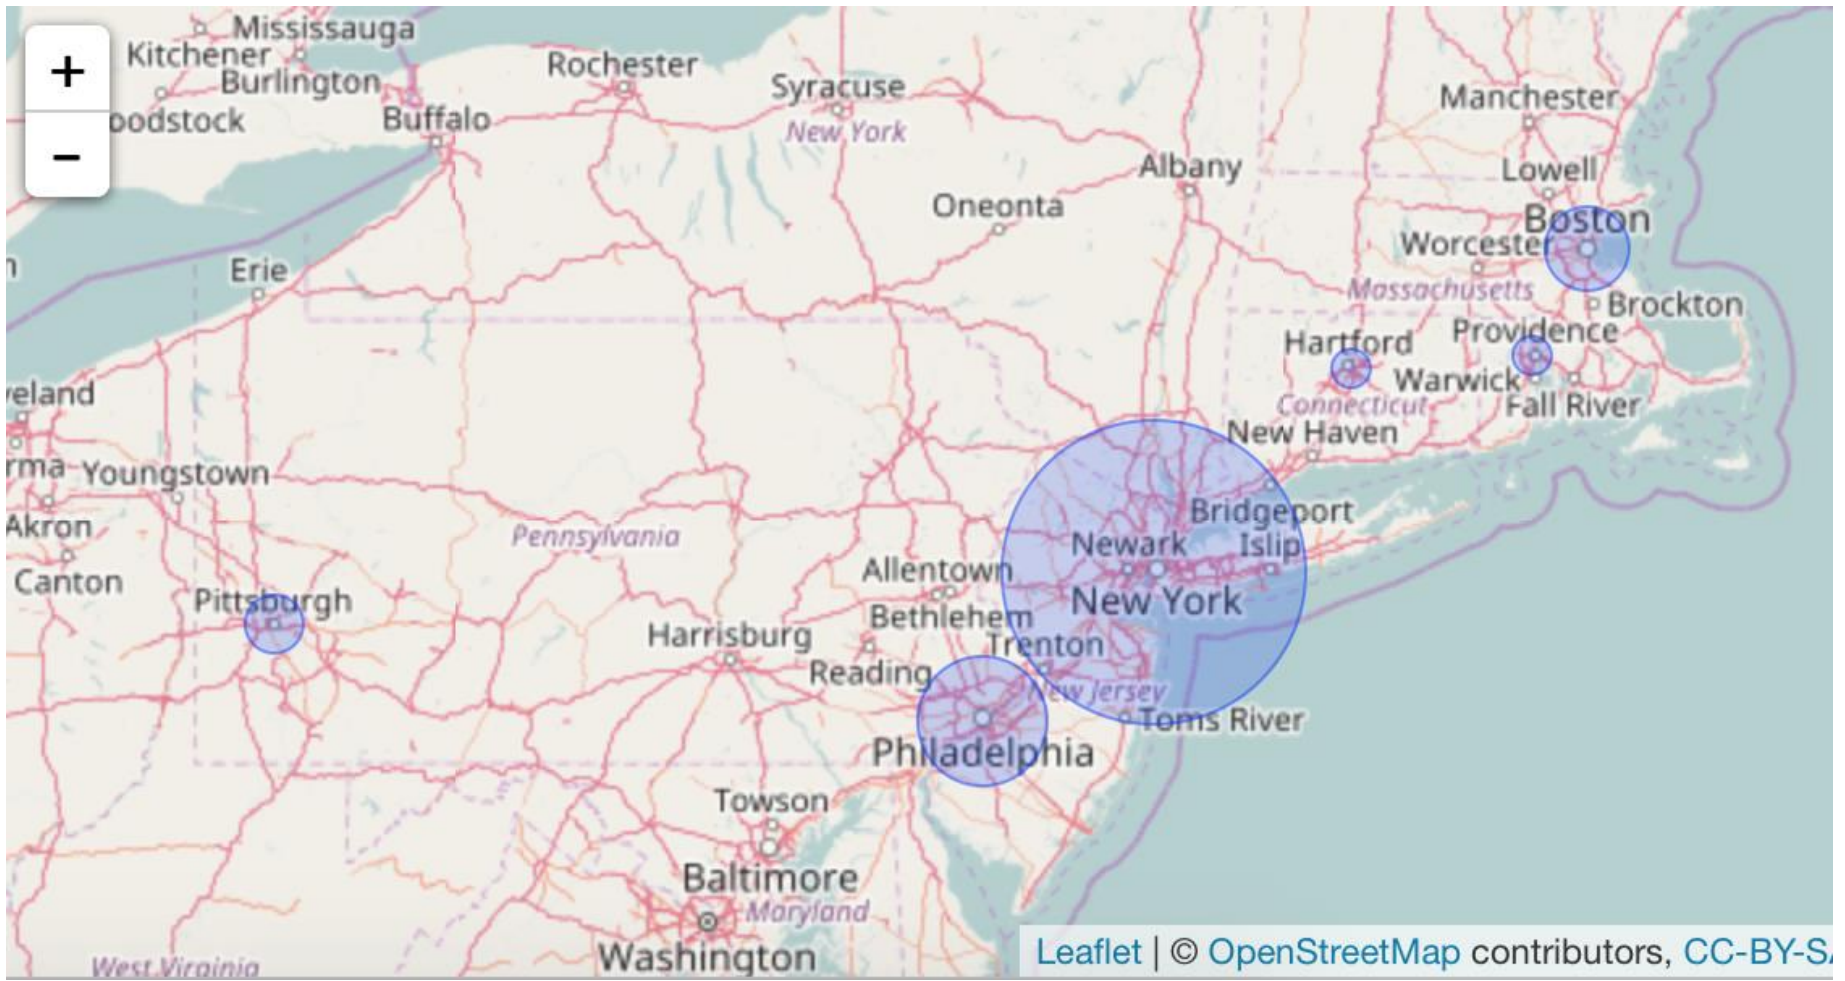 +
−
Mississauga
Kitchener
Burlington
oodstock
Buffalo
Rochester
Syracuse
New York
Manchester
Albany
Lowell
Oneonta
Boston
Worcester
Erie
Massachusetts
Brockton
Hartford
Providence
Warwick
Connecticut
Fall River
veland
New Haven
rma
Youngstown
Akron
Pennsylvania
Bridgeport
Newark
Islip
Canton
Allentown
Pittsburgh
New York
Bethlehem
Harrisburg
Trenton
Reading
New Jersey
Toms River
Philadelphia
Towson
Baltimore
Maryland
Washington
West Virginia
Leaflet | © OpenStreetMap contributors, CC-BY-SA